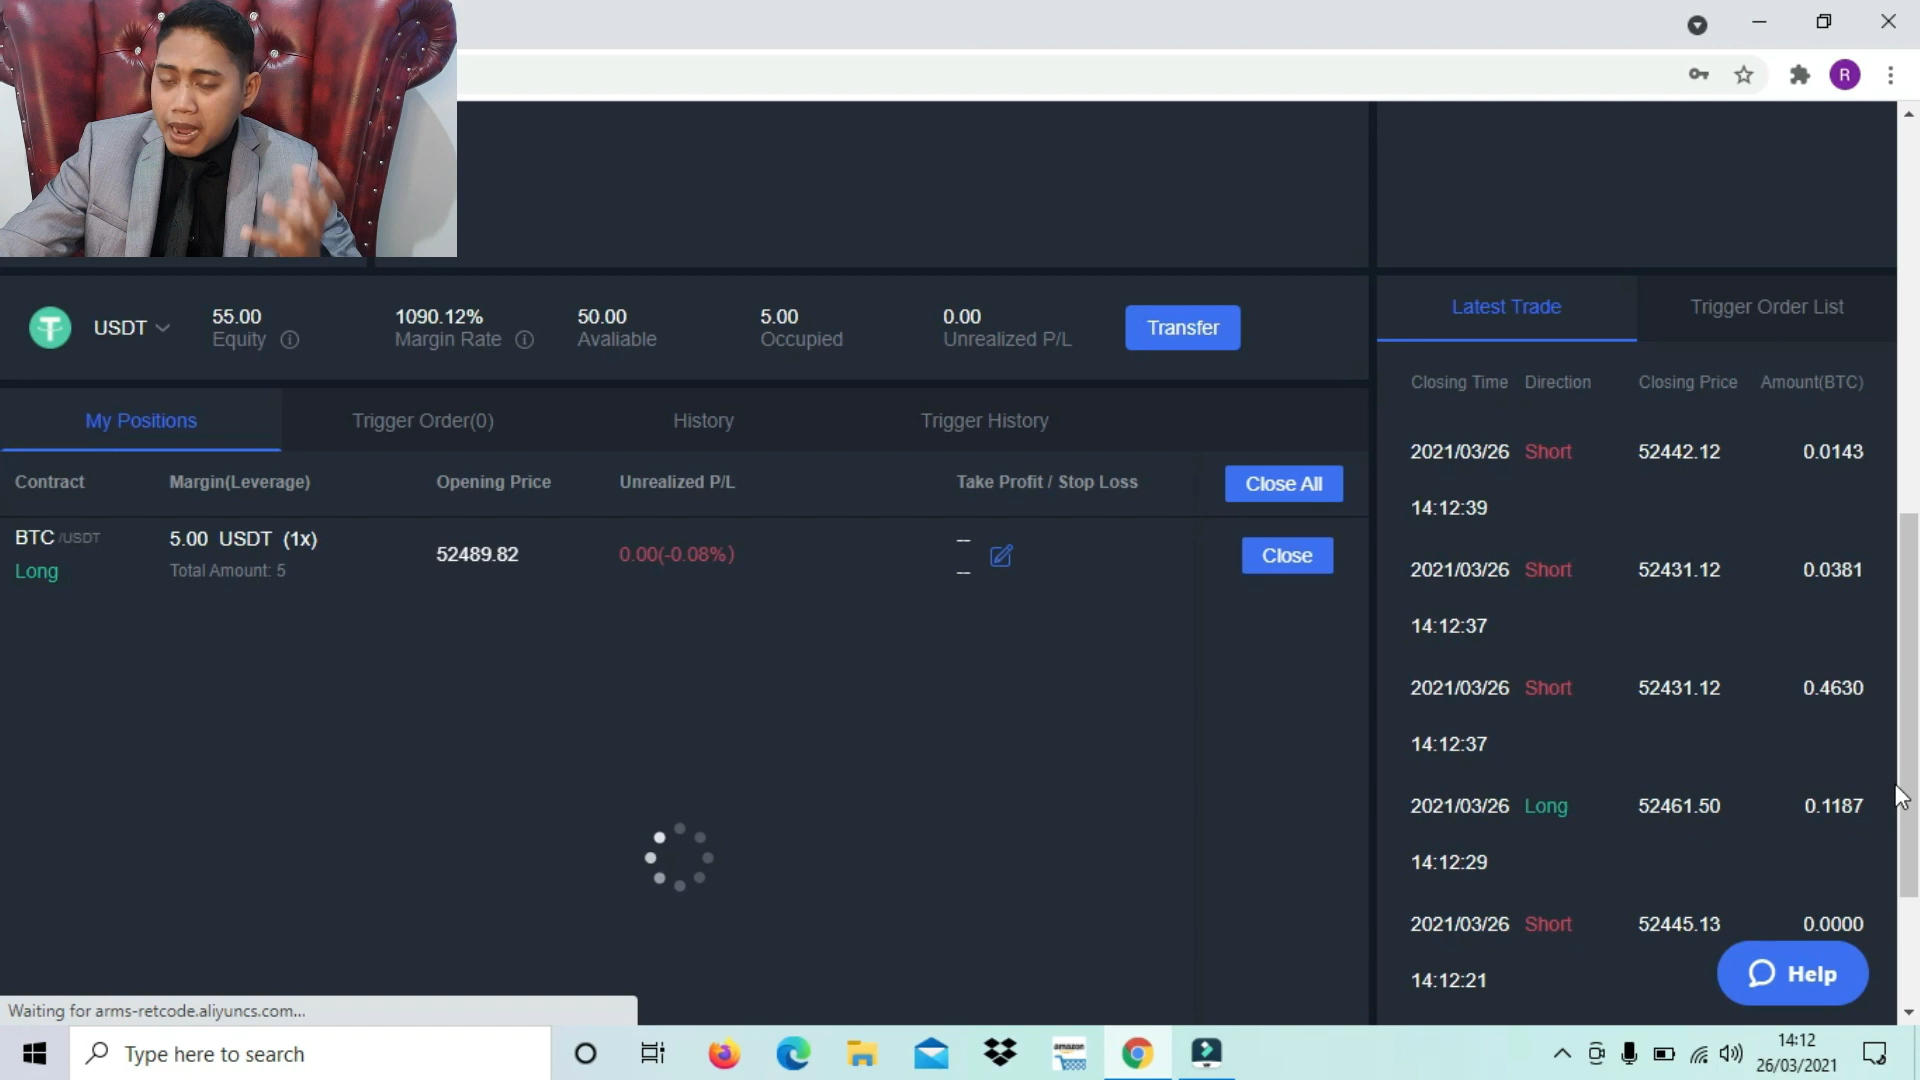 R
USDT
55.00
Equity
1090.12%
Margin Rate
50.00
Avaliable
5.00
Occupied
0.00
Unrealized P/L
Transfer
My Positions
Trigger Order(0)
History
Trigger History
Contract
Margin(Leverage)
Opening Price
Unrealized P/L
Take Profit / Stop Loss
Close All
BTC /USDT
Long
5.00 USDT (1x)
Total Amount: 5
52489.82
0.00(-0.08%)
--
--
Close
Latest Trade
Trigger Order List
Closing Time Direction Closing Price Amount(BTC)
2021/03/26 Short 52442.12 0.0143
14:12:39
2021/03/26 Short 52431.12 0.0381
14:12:37
2021/03/26 Short 52431.12 0.4630
14:12:37
2021/03/26 Long 52461.50 0.1187
14:12:29
2021/03/26 Short 52445.13 0.0000
14:12:21
Help
Waiting for arms-retcode.aliyuncs.com...
Type here to search
amazon
14:12
26/03/2021